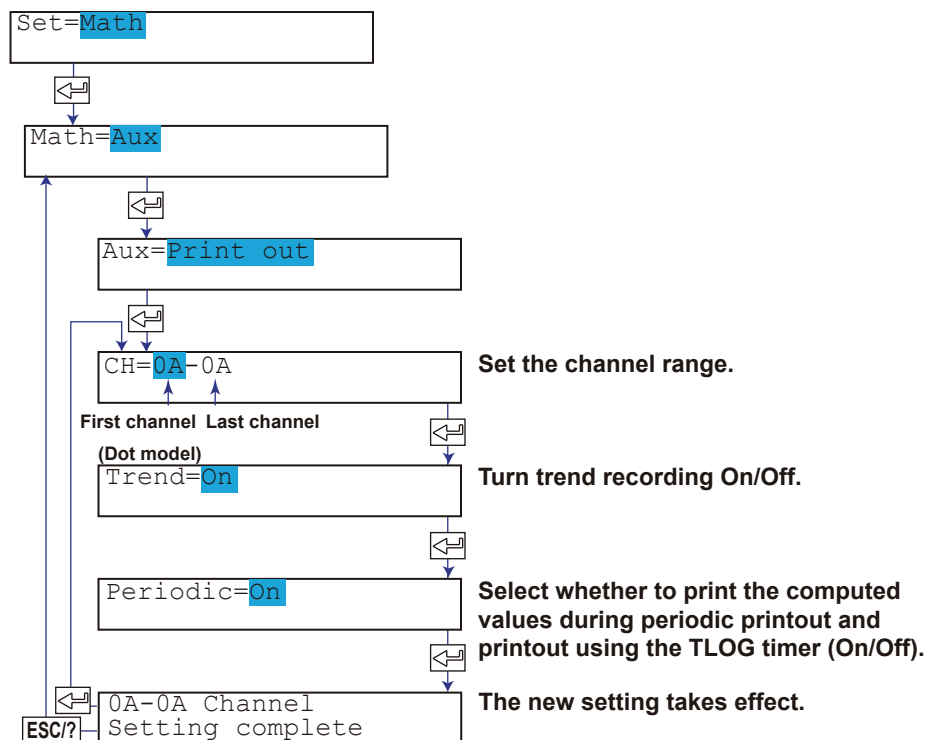 Set=Math
Math=Aux
Aux=Print out
CH=0A-0A
Set the channel range.
First channel Last channel
(Dot model)
Trend=On
Turn trend recording On/Off.
Periodic=On
Select whether to print the computed
values during periodic printout and
printout using the TLOG timer (On/Off).
0A-0A Channel
Setting complete
The new setting takes effect.
ESC/?